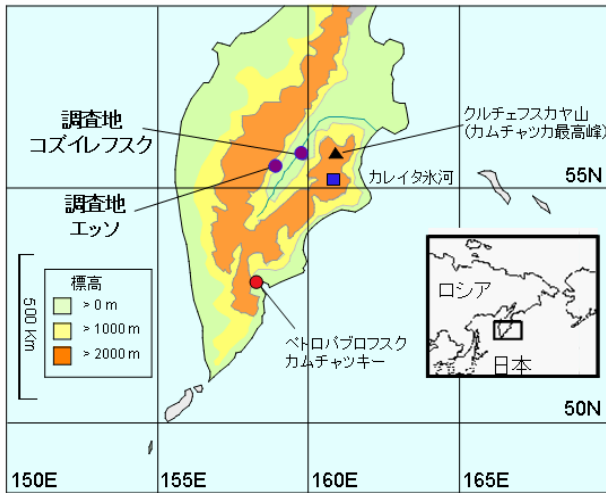 調査地
コズイレフスク
クルチェフスカヤ山
(カムチャッカ最高峰)
カレイタ氷河
55N
調査地
エッソ
標高
> 0 m
> 1000 m
> 2000 m
500 Km
ペトロパブロフスク
カムチャツキー
ロシア
日本
50N
150E
155E
160E
165E